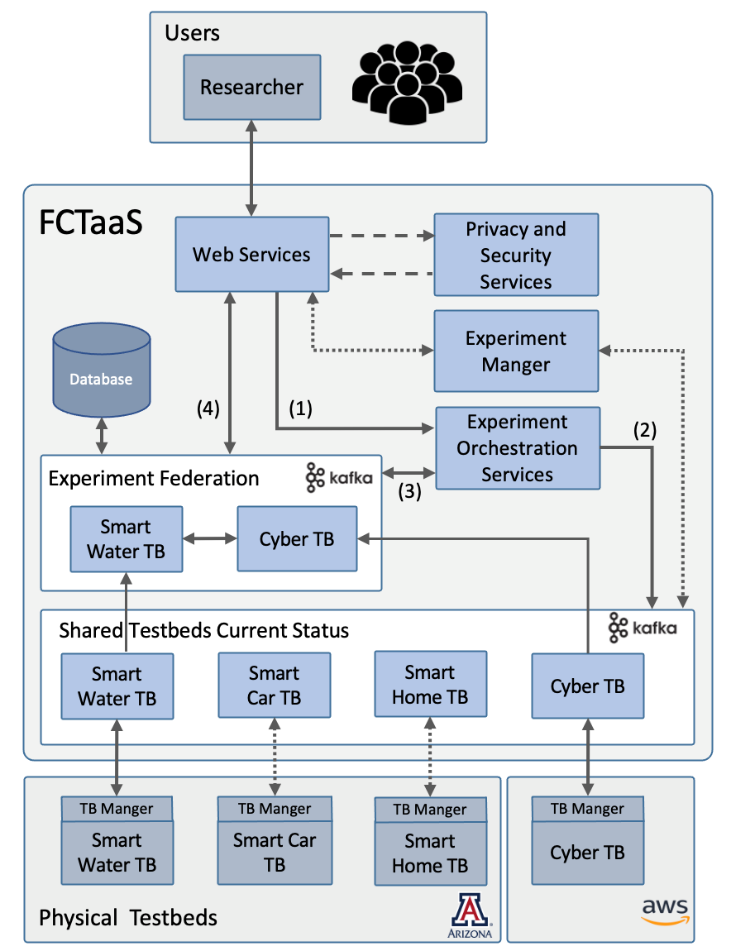 Users
Researcher
FCTaaS
Web Services
Privacy and
Security
Services
Experiment
Manger
Database
(4)
(1)
Experiment
Orchestration
Services
(2)
(3)
Experiment Federation
kafka
Smart
Water TB
Cyber TB
Shared Testbeds Current Status
kafka
Smart
Water TB
Smart
Car TB
Smart
Home TB
Cyber TB
TB Manger
Smart
Water TB
TB Manger
Smart Car
TB
TB Manger
Smart
Home TB
TB Manger
Cyber TB
Physical Testbeds
A
ARIZONA
aws